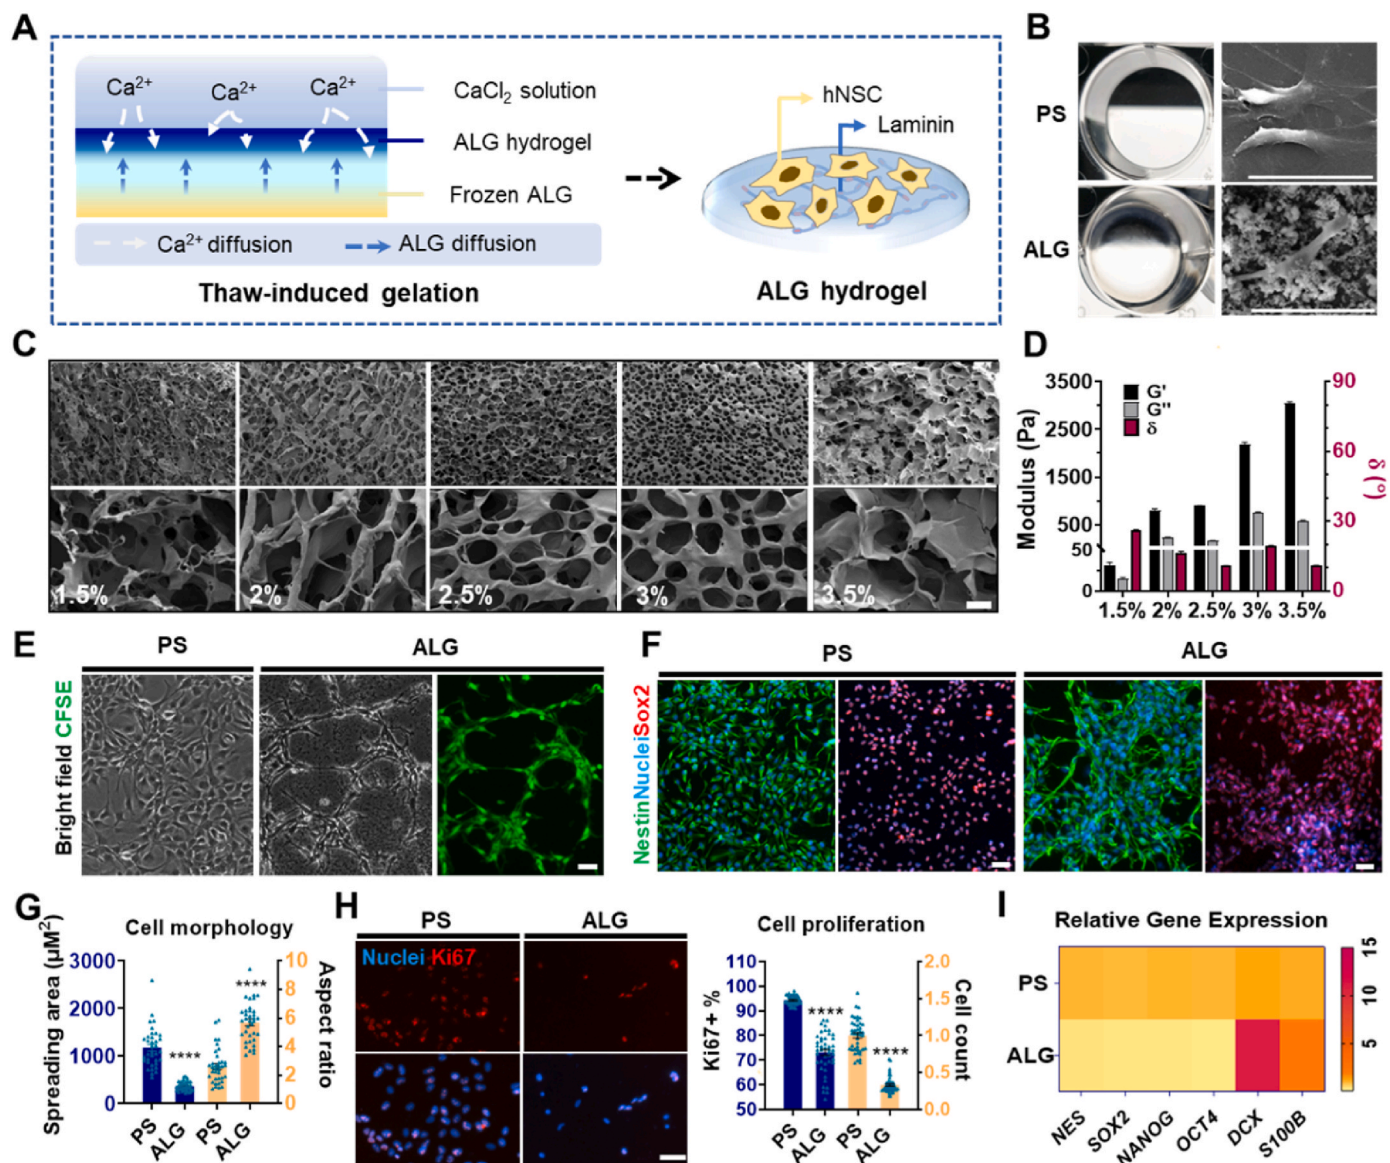 A
Ca2+
Ca2+
Ca2+
CaCl2 solution
ALG hydrogel
Frozen ALG
Ca2+ diffusion
ALG diffusion
Thaw-induced gelation
hNSC
Laminin
ALG hydrogel
B
PS
ALG
C
1.5%
2%
2.5%
3%
3.5%
D
Modulus (Pa)
3500
2500
1500
500
50
0
G'
G''
δ
90
60
30
0
δ (°)
1.5%
2%
2.5%
3%
3.5%
E
PS
ALG
Bright field CFSE
F
PS
ALG
NestinNucleiSox2
G
Cell morphology
Spreading area (μM2)
3000
2000
1000
0
****
****
10
8
6
4
2
0
Aspect ratio
PS
ALG
PS
ALG
H
PS
ALG
Nuclei Ki67
Cell proliferation
Ki67+ %
110
100
90
80
70
60
50
****
****
2.0
1.5
1.0
0.5
0.0
Cell count
PS
ALG
PS
ALG
I
Relative Gene Expression
PS
ALG
15
10
5
NES
SOX2
NANOG
OCT4
DCX
S100B